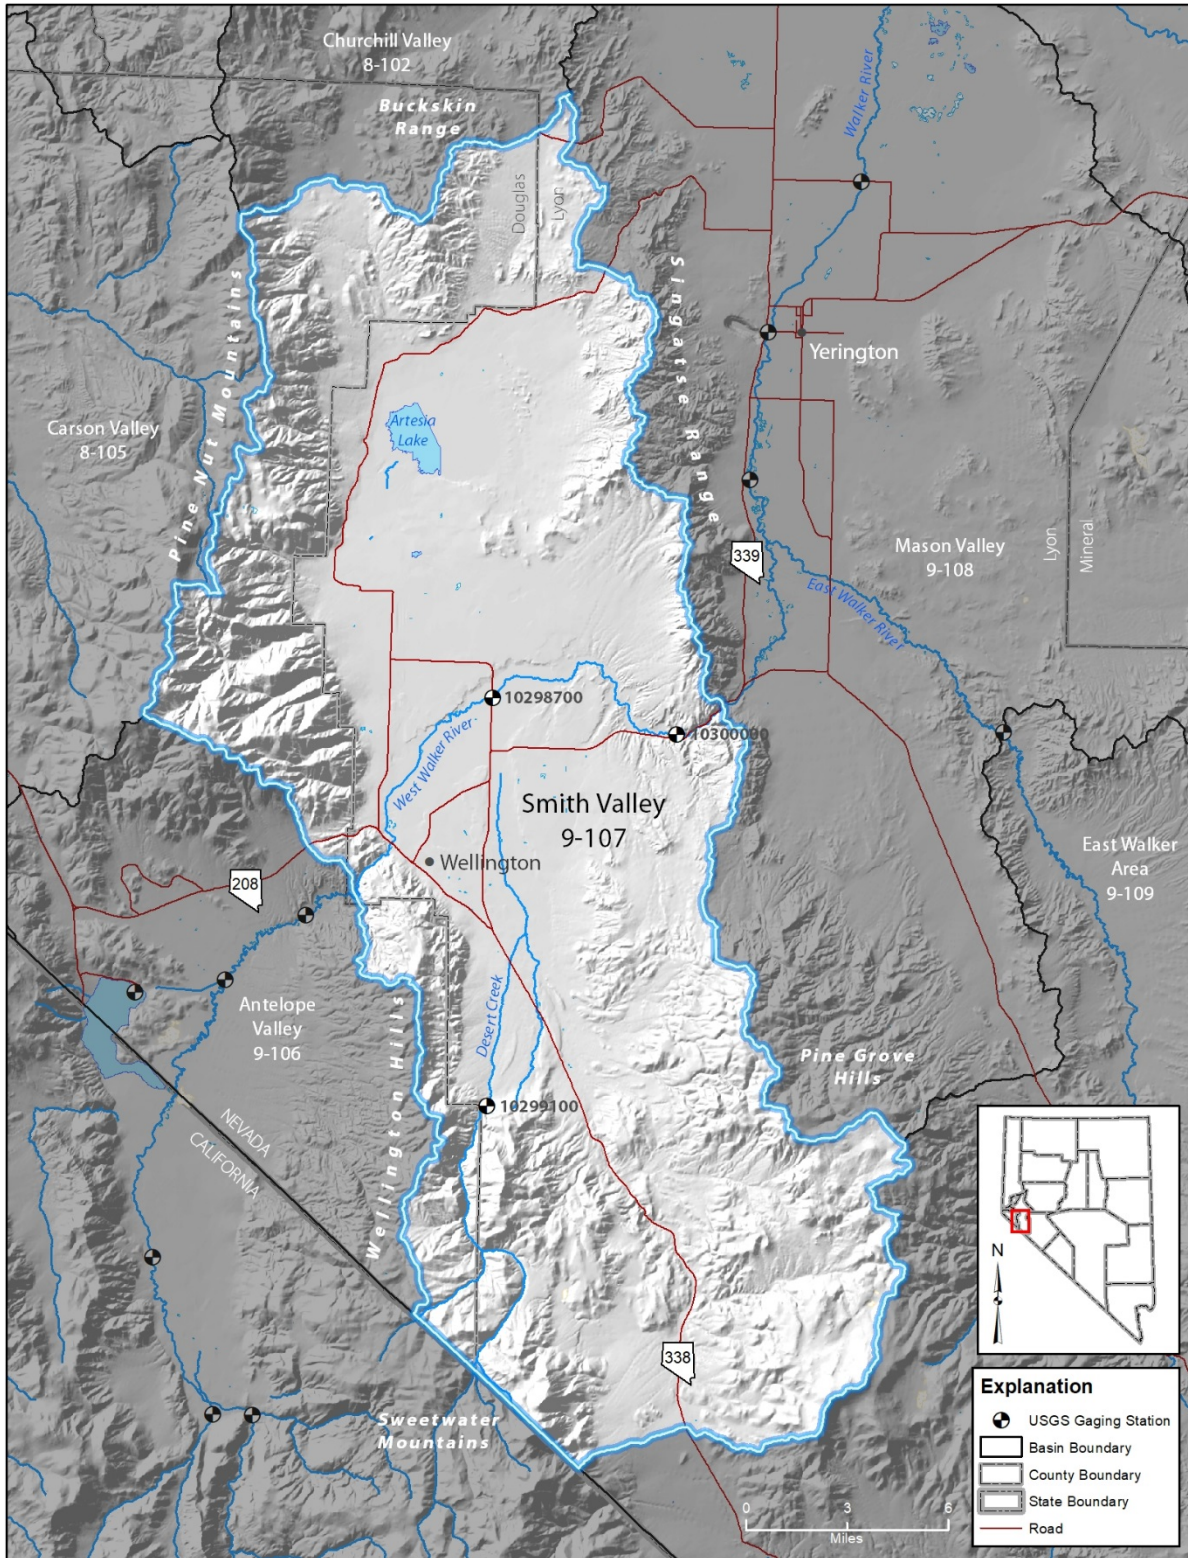 Churchill Valley
8-102
Buckskin
Range
Walker River
Douglas
Lyon
Pine Nut Mountains
Singatse Range
Yerington
Artesia
Lake
Carson Valley
8-105
Mason Valley
9-108
Lyon
Mineral
339
East Walker River
10298700
10300000
West Walker River
Smith Valley
9-107
Wellington
208
East Walker
Area
9-109
Antelope
Valley
9-106
Desert Creek
Wellington Hills
Pine Grove
Hills
10299100
NEVADA
CALIFORNIA
N
338
Sweetwater
Mountains
0 3 6
Miles
Explanation
USGS Gaging Station
Basin Boundary
County Boundary
State Boundary
Road